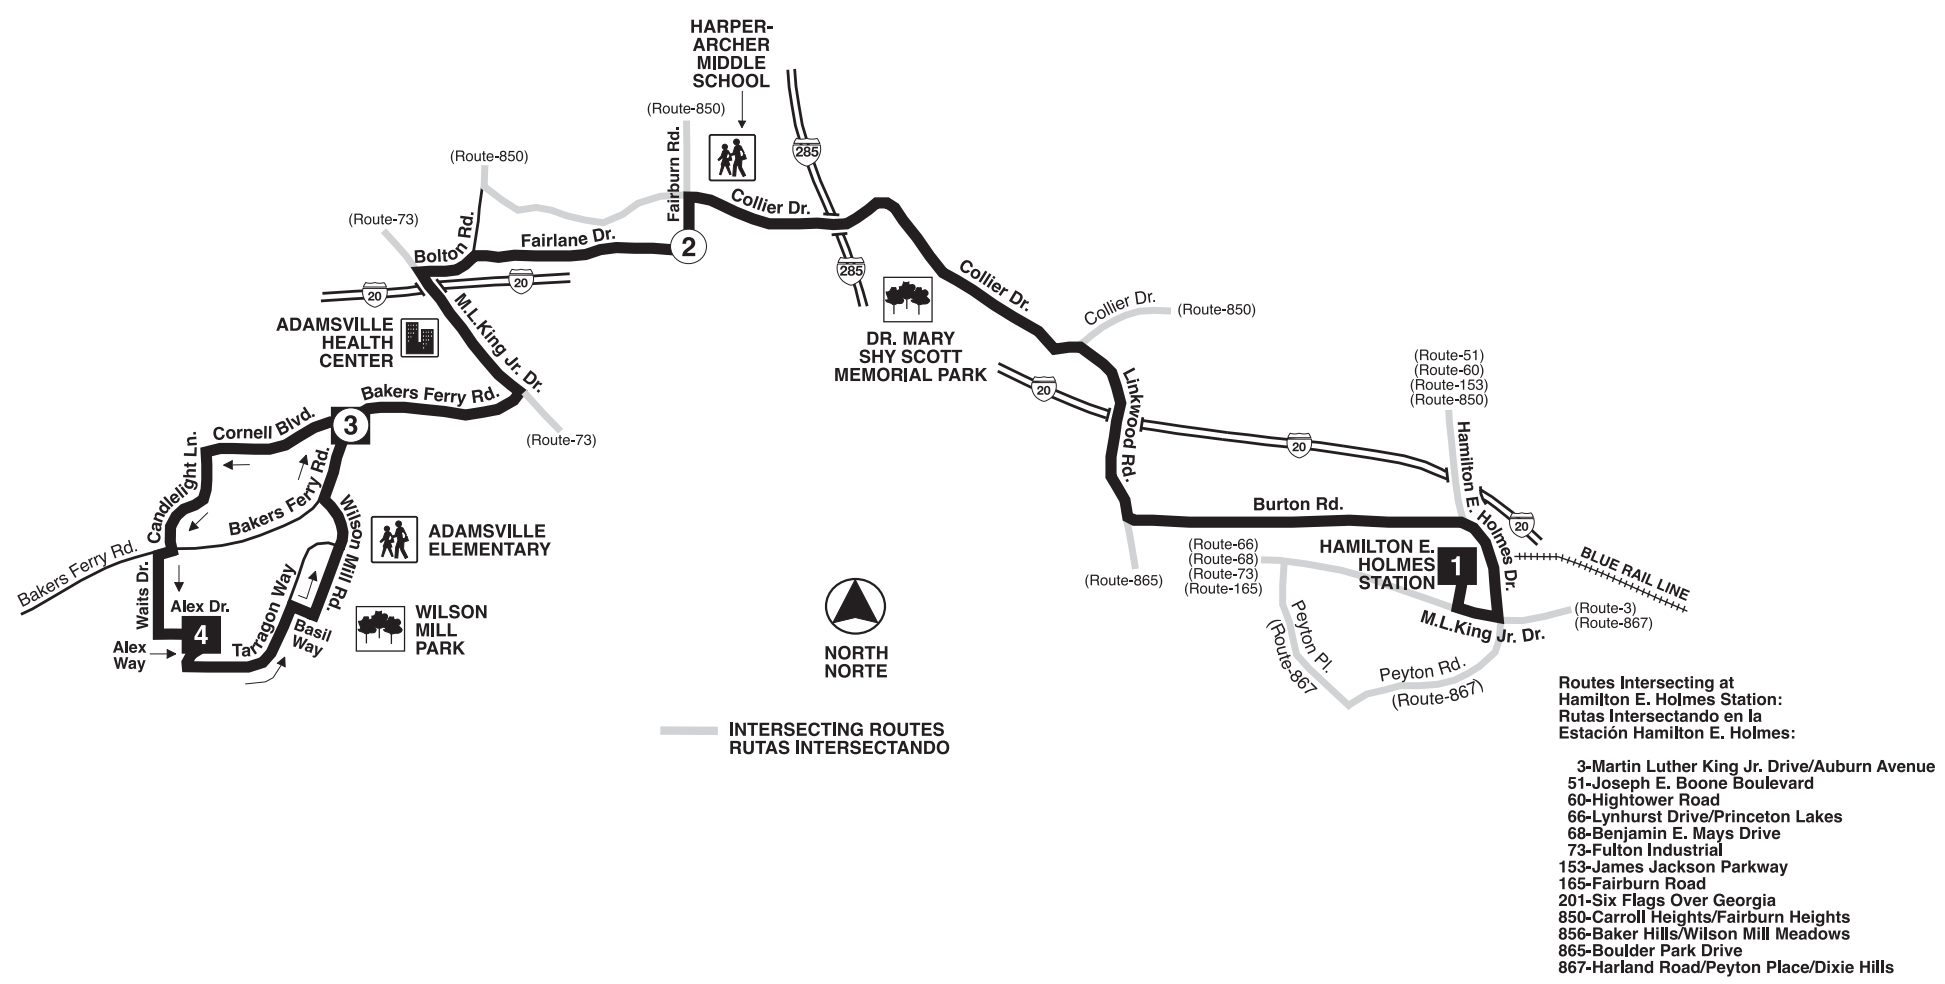 HARPER-
ARCHER
MIDDLE
SCHOOL
(Route-850)
Fairburn Rd.
285
(Route-850)
Collier Dr.
(Route-73)
Bolton Rd.
Fairlane Dr.
2
285
20
20
M.L.King Jr. Dr.
Collier Dr.
Collier Dr.
(Route-850)
ADAMSVILLE
HEALTH
CENTER
DR. MARY
SHY SCOTT
MEMORIAL PARK
20
Linkwood Rd.
(Route-51)
(Route-60)
(Route-153)
(Route-850)
Bakers Ferry Rd.
3
(Route-73)
Cornell Blvd.
Candlelight Ln.
Bakers Ferry Rd.
Wilson Mill Rd.
20
Hamilton E. Holmes Dr.
Burton Rd.
20
ADAMSVILLE
ELEMENTARY
Bakers Ferry Rd.
(Route-865)
(Route-66)
(Route-68)
(Route-73)
(Route-165)
HAMILTON E.
HOLMES
STATION
1
BLUE RAIL LINE
Waits Dr.
Alex Dr.
4
Alex
Way
Tarragon Way
Basil
Way
WILSON
MILL
PARK
NORTH
NORTE
Peyton Pl.
(Route-867
M.L.King Jr. Dr.
(Route-3)
(Route-867)
Peyton Rd.
(Route-867)
INTERSECTING ROUTES
RUTAS INTERSECTANDO
Routes Intersecting at
Hamilton E. Holmes Station:
Rutas Intersectando en la
Estación Hamilton E. Holmes:
3-Martin Luther King Jr. Drive/Auburn Avenue
51-Joseph E. Boone Boulevard
60-Hightower Road
66-Lynhurst Drive/Princeton Lakes
68-Benjamin E. Mays Drive
73-Fulton Industrial
153-James Jackson Parkway
165-Fairburn Road
201-Six Flags Over Georgia
850-Carroll Heights/Fairburn Heights
856-Baker Hills/Wilson Mill Meadows
865-Boulder Park Drive
867-Harland Road/Peyton Place/Dixie Hills